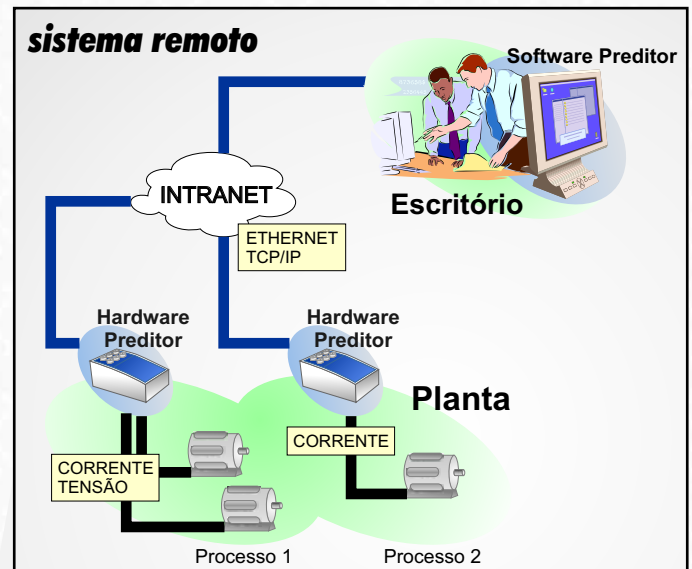 sistema remoto
Software Preditor
INTRANET
Escritório
ETHERNET
TCP/IP
Hardware
Preditor
Hardware
Preditor
Planta
CORRENTE
TENSÃO
CORRENTE
Processo 1
Processo 2